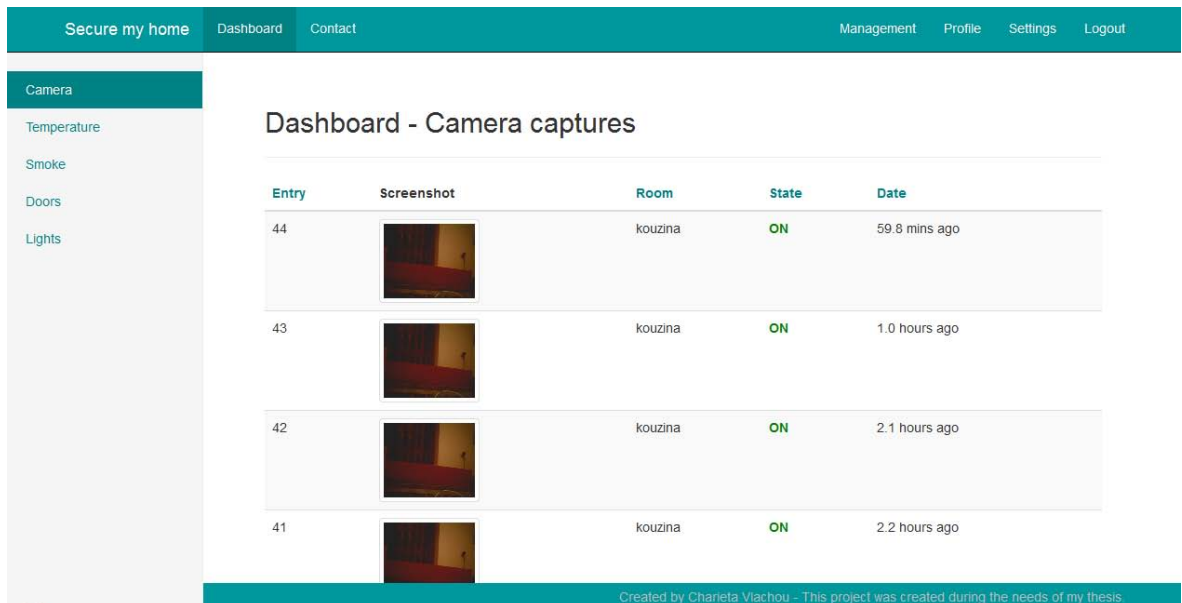 Secure my home Dashboard Contact Management Profile Settings Logout
Camera
Temperature
Smoke
Doors
Lights
Dashboard - Camera captures
Entry Screenshot Room State Date
44 kouzina ON 59.8 mins ago
43 kouzina ON 1.0 hours ago
42 kouzina ON 2.1 hours ago
41 kouzina ON 2.2 hours ago
Created by Charieta Vlachou - This project was created during the needs of my thesis.